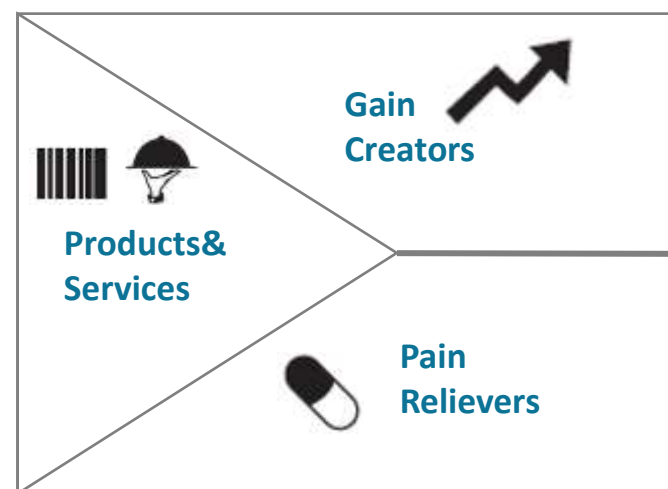 Gain
Creators
Products&
Services
Pain
Relievers